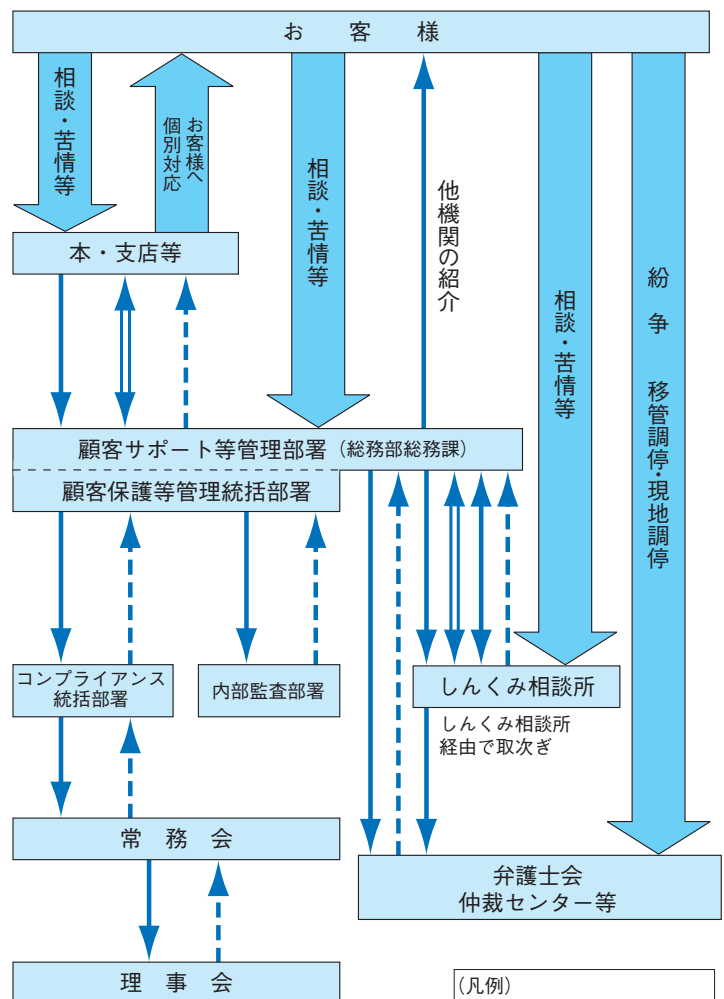 お客様
相談・苦情等
お客様へ
個別対応
相談・苦情等
他機関の紹介
相談・苦情等
紛争　移管調停・現地調停
本・支店等
顧客サポート等管理部署（総務部総務課）
顧客保護等管理統括部署
コンプライアンス
統括部署
内部監査部署
しんくみ相談所
しんくみ相談所
経由で取次ぎ
常務会
弁護士会
仲裁センター等
理事会
(凡例)